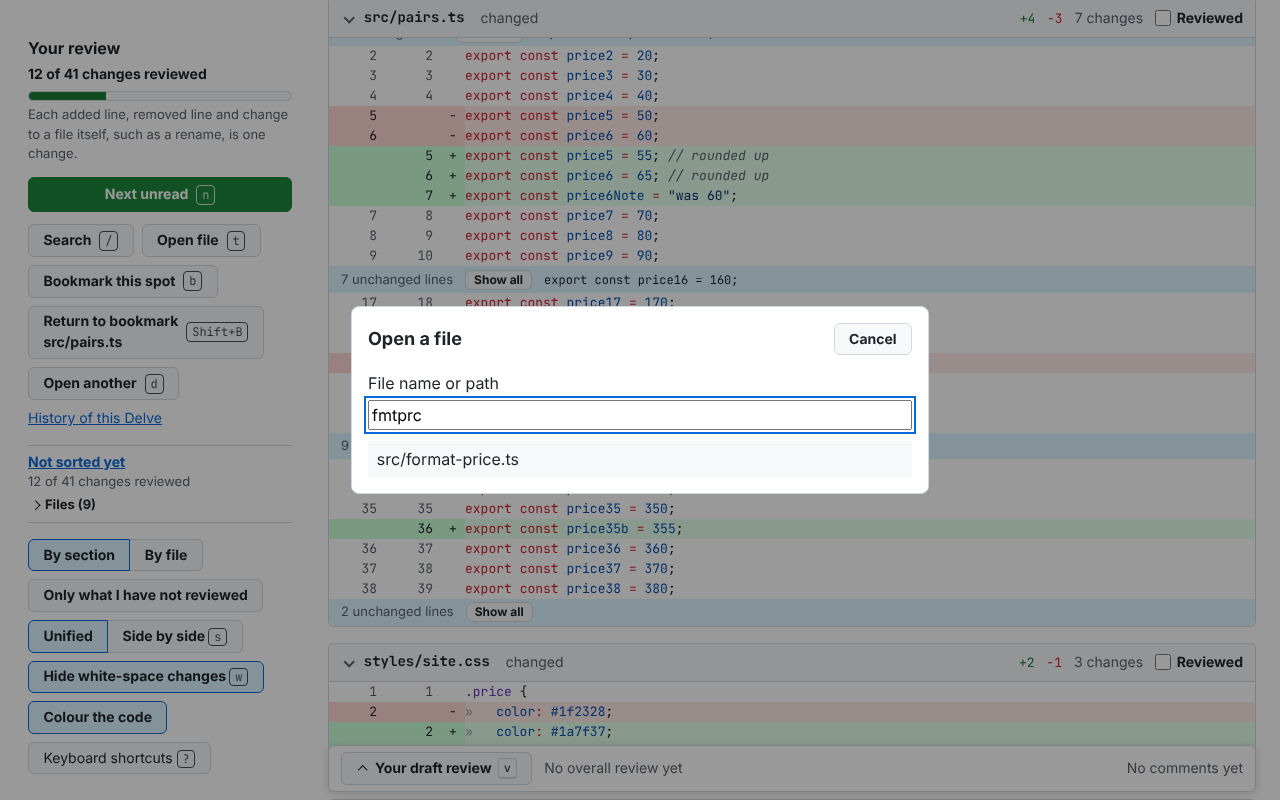 Your review
12 of 41 changes reviewed
Each added line, removed line and change
to a file itself, such as a rename, is one
change.
Next unread n
Search / Open file t
Bookmark this spot b
Return to bookmark
src/pairs.ts Shift+B
Open another d
History of this Delve
Not sorted yet
12 of 41 changes reviewed
Files (9)
By section By file
Only what I have not reviewed
Unified Side by side s
Hide white-space changes w
Colour the code
Keyboard shortcuts ?
src/pairs.ts changed +4 -3 7 changes Reviewed
2 2 export const price2 = 20;
3 3 export const price3 = 30;
4 4 export const price4 = 40;
5 - export const price5 = 50;
6 - export const price6 = 60;
5 + export const price5 = 55; // rounded up
6 + export const price6 = 65; // rounded up
7 + export const price6Note = "was 60";
7 8 export const price7 = 70;
8 9 export const price8 = 80;
9 10 export const price9 = 90;
7 unchanged lines Show all export const price16 = 160;
17 18 export const price17 = 170;
Open a file Cancel
File name or path
fmtprc
src/format-price.ts
9
35 35 export const price35 = 350;
36 + export const price35b = 355;
36 37 export const price36 = 360;
37 38 export const price37 = 370;
38 39 export const price38 = 380;
2 unchanged lines Show all
styles/site.css changed +2 -1 3 changes Reviewed
1 1 .price {
2 - » color: #1f2328;
2 + » color: #1a7f37;
Your draft review v No overall review yet No comments yet